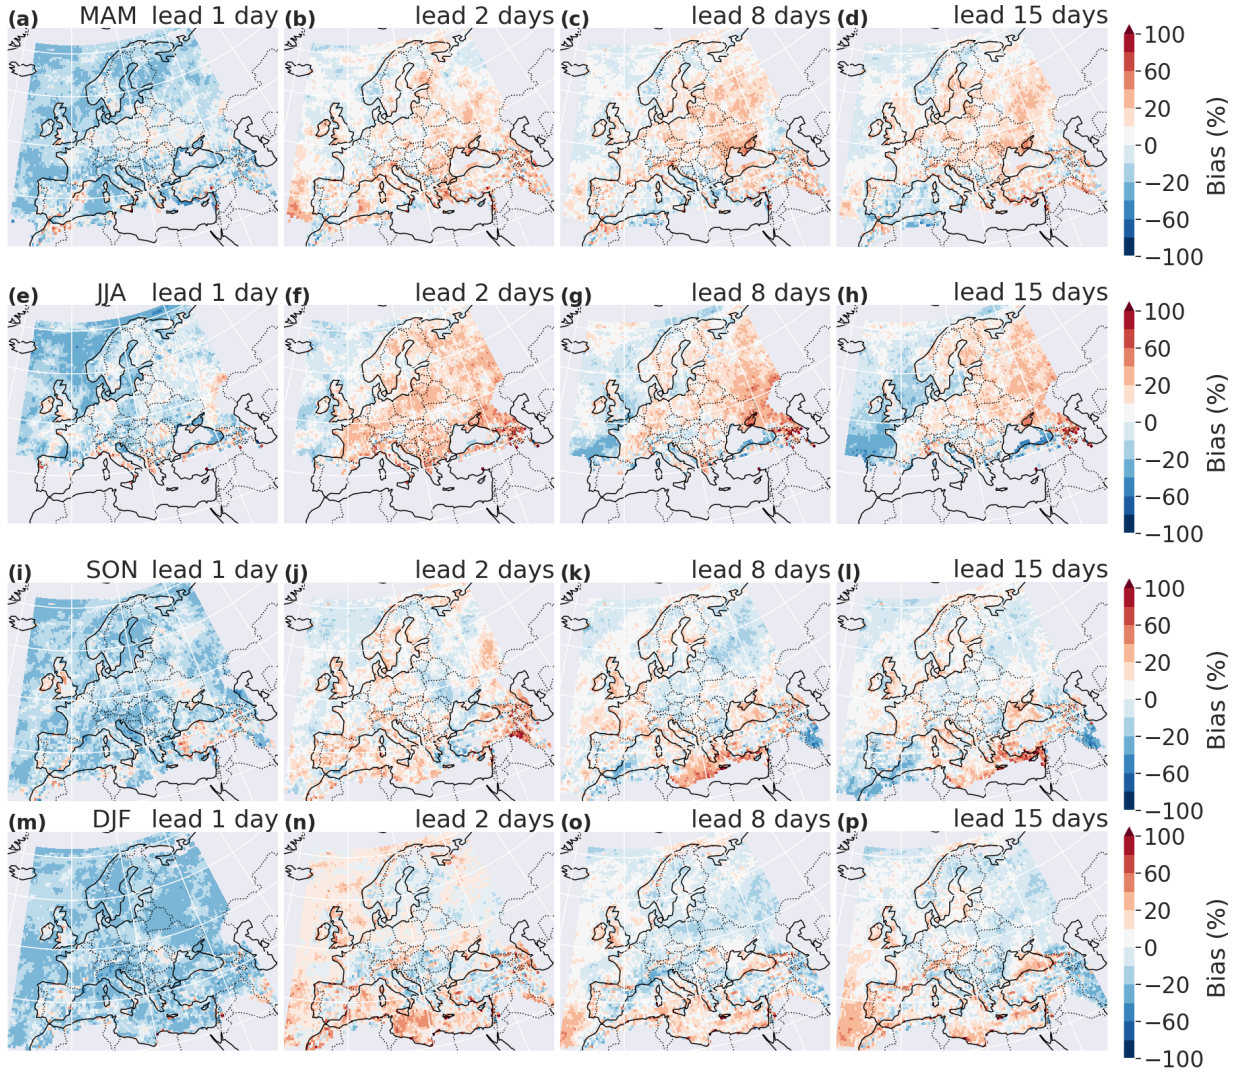 (a) MAM lead 1 day
(b) lead 2 days
(c) lead 8 days
(d) lead 15 days
100
60
20
0
−20
−60
−100
Bias (%)
(e) JJA lead 1 day
(f) lead 2 days
(g) lead 8 days
(h) lead 15 days
100
60
20
0
−20
−60
−100
Bias (%)
(i) SON lead 1 day
(j) lead 2 days
(k) lead 8 days
(l) lead 15 days
100
60
20
0
−20
−60
−100
Bias (%)
(m) DJF lead 1 day
(n) lead 2 days
(o) lead 8 days
(p) lead 15 days
100
60
20
0
−20
−60
−100
Bias (%)